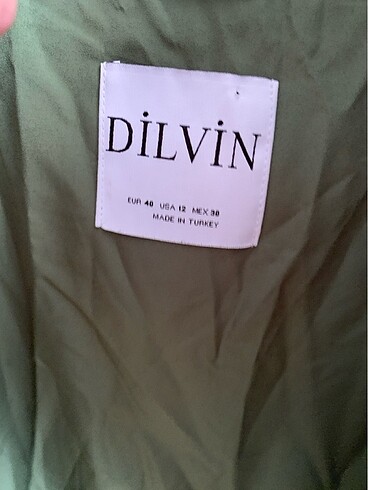 DİLVİN
EUR 40 USA 12 MEX 30
MADE IN TURKEY